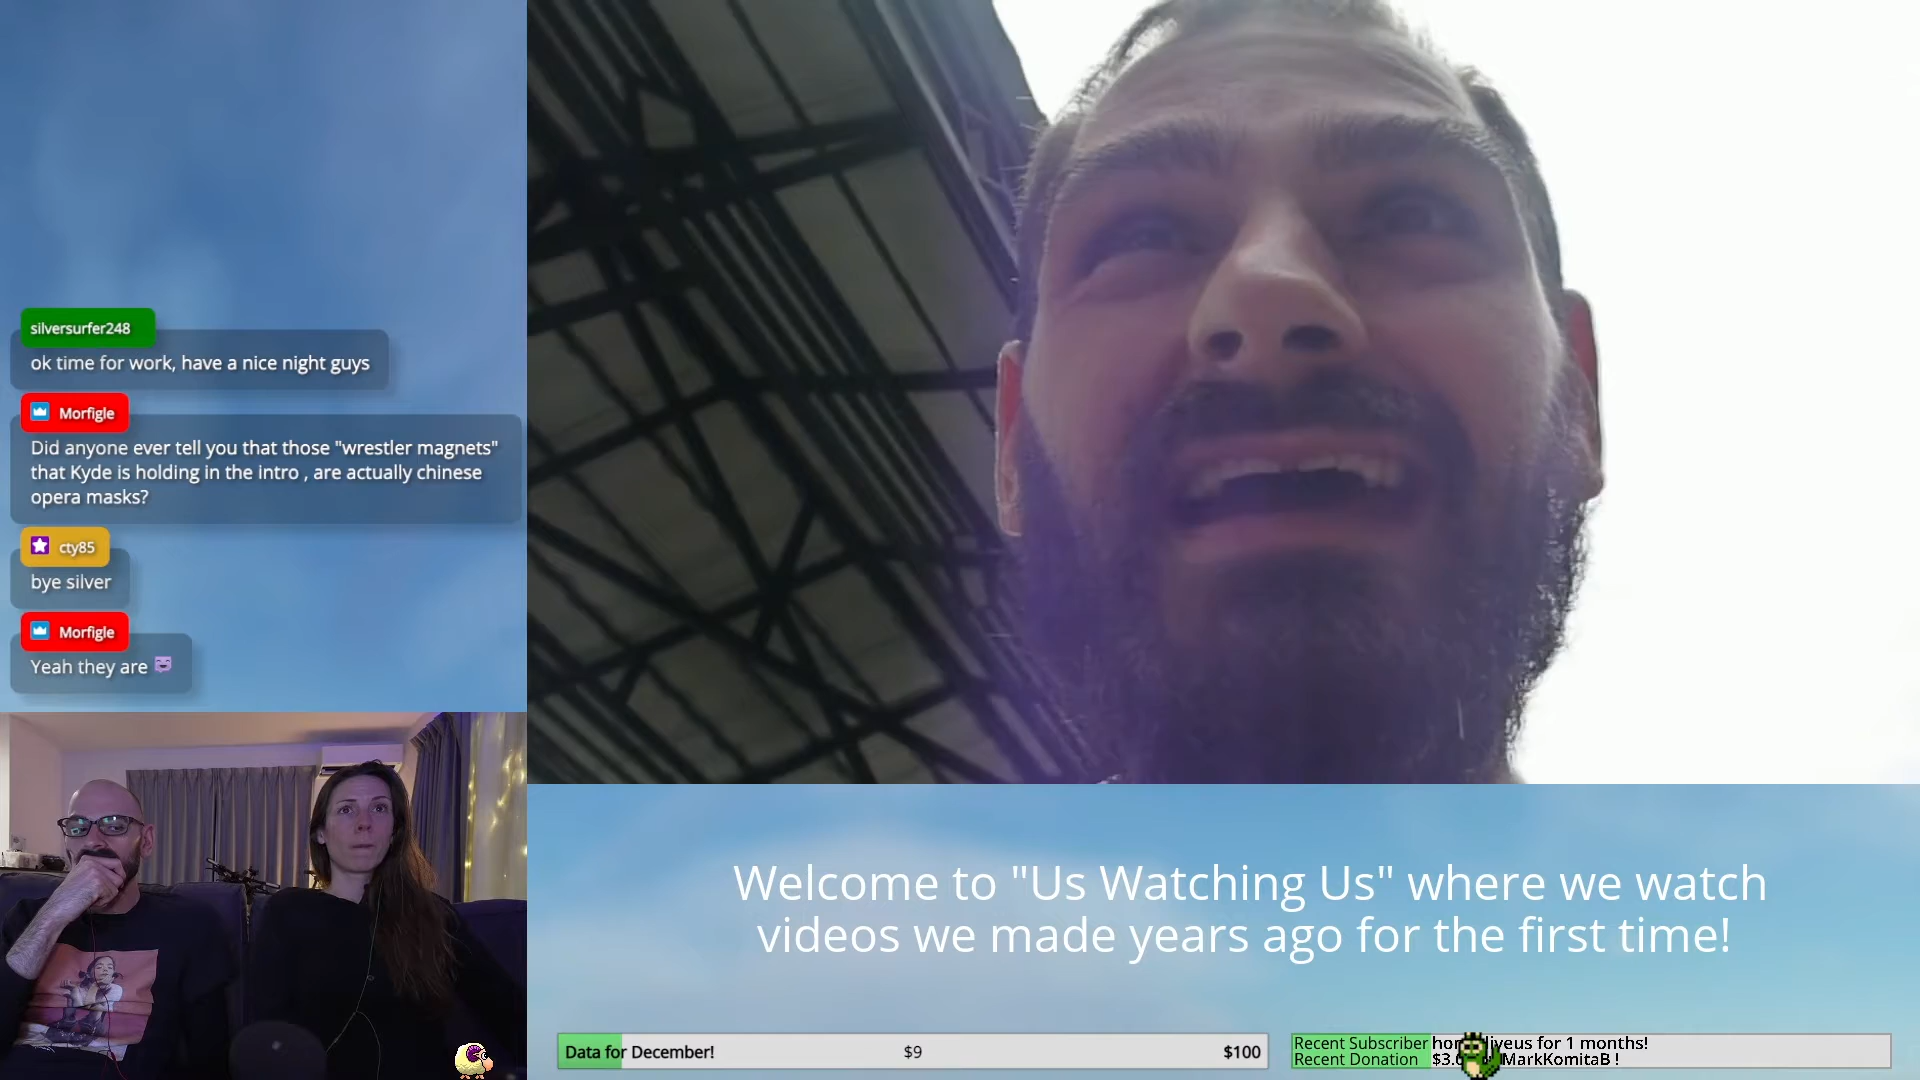 silversurfer248
ok time for work, have a nice night guys
Morfigle
Did anyone ever tell you that those "wrestler magnets"
that Kyde is holding in the intro , are actually chinese
opera masks?
cty85
bye silver
Morfigle
Yeah they are
Welcome to "Us Watching Us" where we watch
videos we made years ago for the first time!
Data for December! $9 $100
Recent Subscriber for 1 months!
Recent Donation MarkKomitaB !